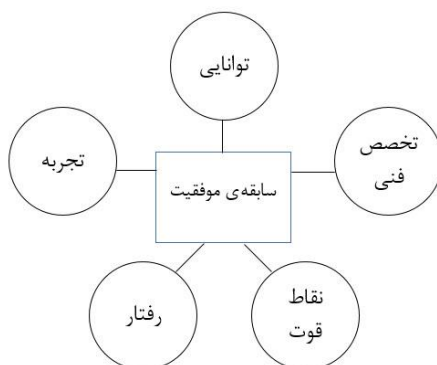 توانایی
تخصص
فنی
تجربه
سابقه‌ی موفقیت
نقاط
قوت
رفتار